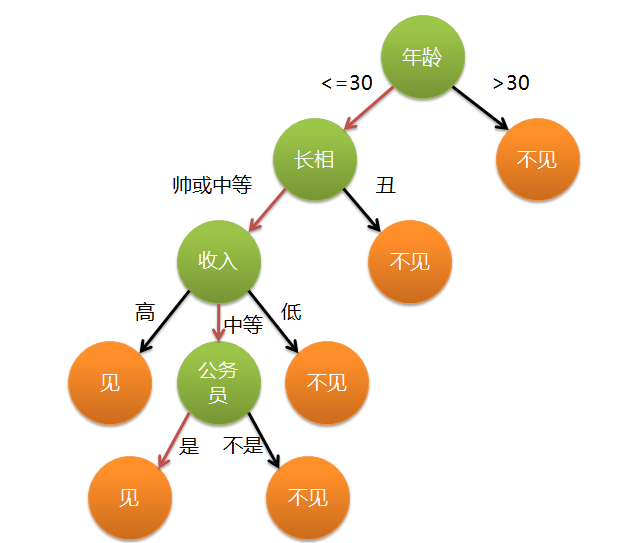 年龄
<=30
>30
长相
不见
帅或中等
丑
收入
不见
高
中等
低
见
公务
员
不见
是
不是
见
不见